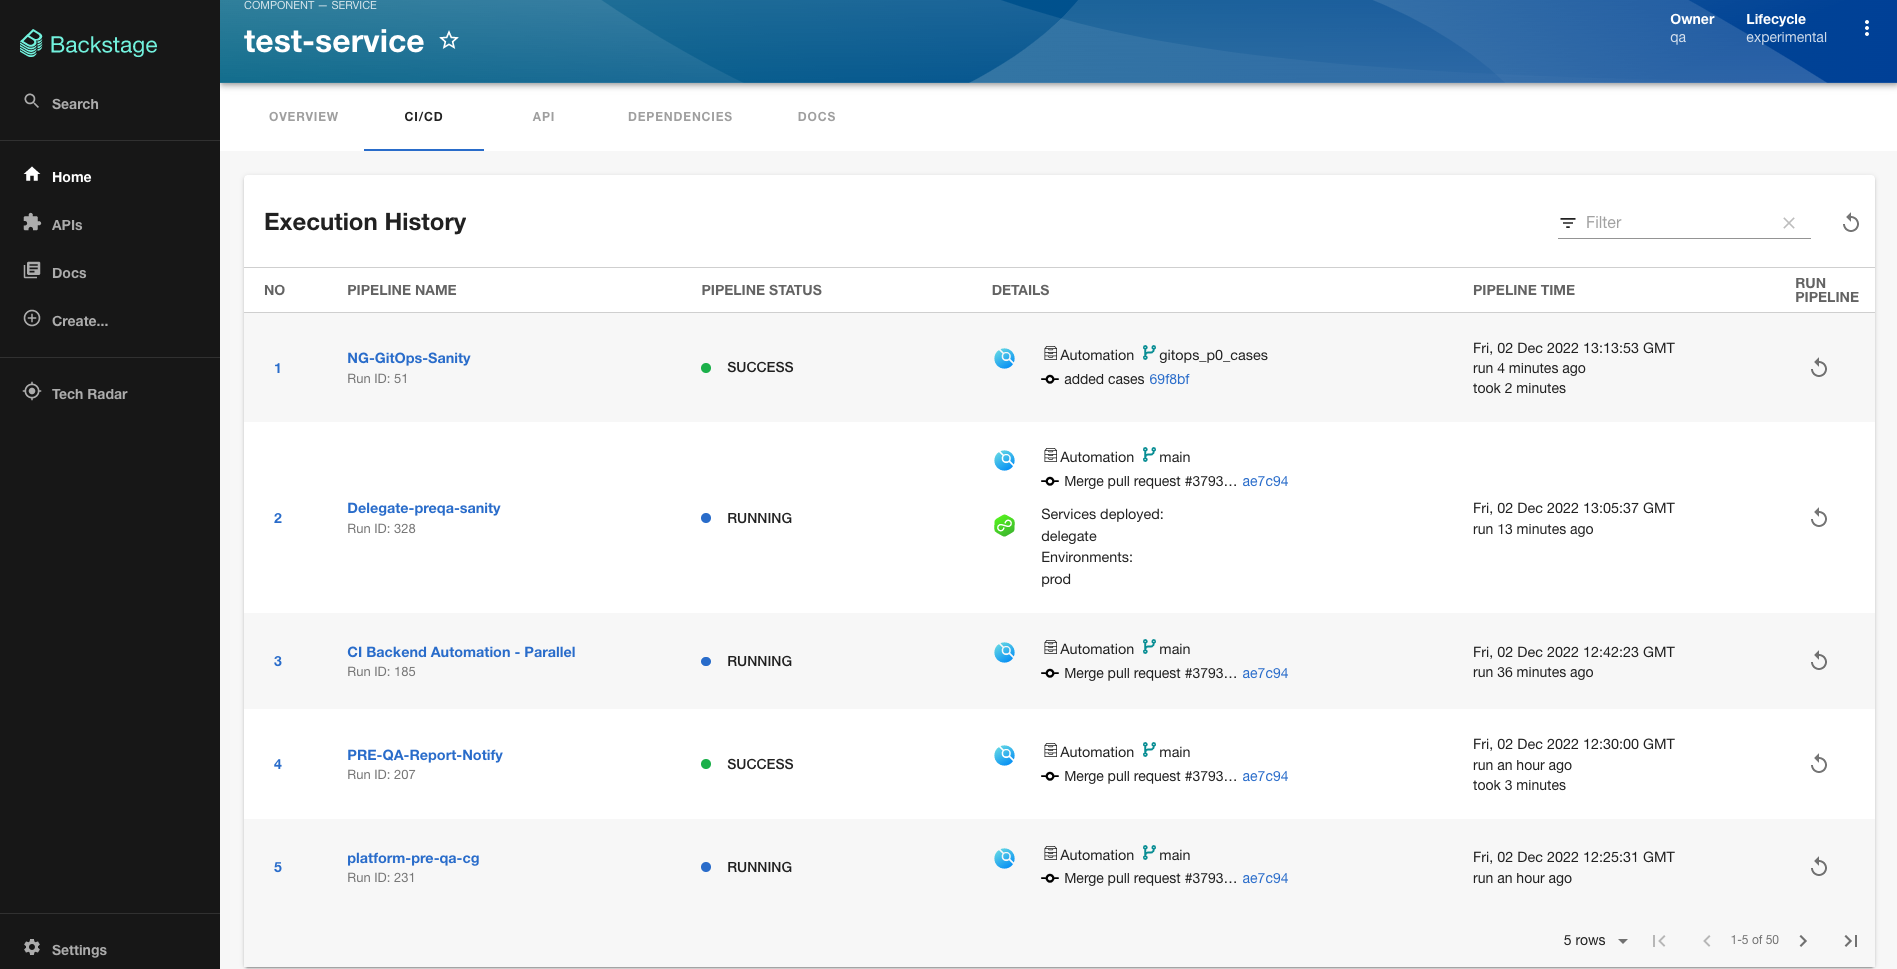 Backstage
Search
Home
APIs
Docs
Create...
Tech Radar
Settings
COMPONENT — SERVICE
test-service
Owner
qa
Lifecycle
experimental
OVERVIEW
CI/CD
API
DEPENDENCIES
DOCS
Execution History
Filter
NO
PIPELINE NAME
PIPELINE STATUS
DETAILS
PIPELINE TIME
RUN
PIPELINE
1
NG-GitOps-Sanity
Run ID: 51
SUCCESS
Automation gitops_p0_cases
added cases 69f8bf
Fri, 02 Dec 2022 13:13:53 GMT
run 4 minutes ago
took 2 minutes
2
Delegate-preqa-sanity
Run ID: 328
RUNNING
Automation main
Merge pull request #3793... ae7c94
Services deployed:
delegate
Environments:
prod
Fri, 02 Dec 2022 13:05:37 GMT
run 13 minutes ago
3
CI Backend Automation - Parallel
Run ID: 185
RUNNING
Automation main
Merge pull request #3793... ae7c94
Fri, 02 Dec 2022 12:42:23 GMT
run 36 minutes ago
4
PRE-QA-Report-Notify
Run ID: 207
SUCCESS
Automation main
Merge pull request #3793... ae7c94
Fri, 02 Dec 2022 12:30:00 GMT
run an hour ago
took 3 minutes
5
platform-pre-qa-cg
Run ID: 231
RUNNING
Automation main
Merge pull request #3793... ae7c94
Fri, 02 Dec 2022 12:25:31 GMT
run an hour ago
5 rows
1-5 of 50